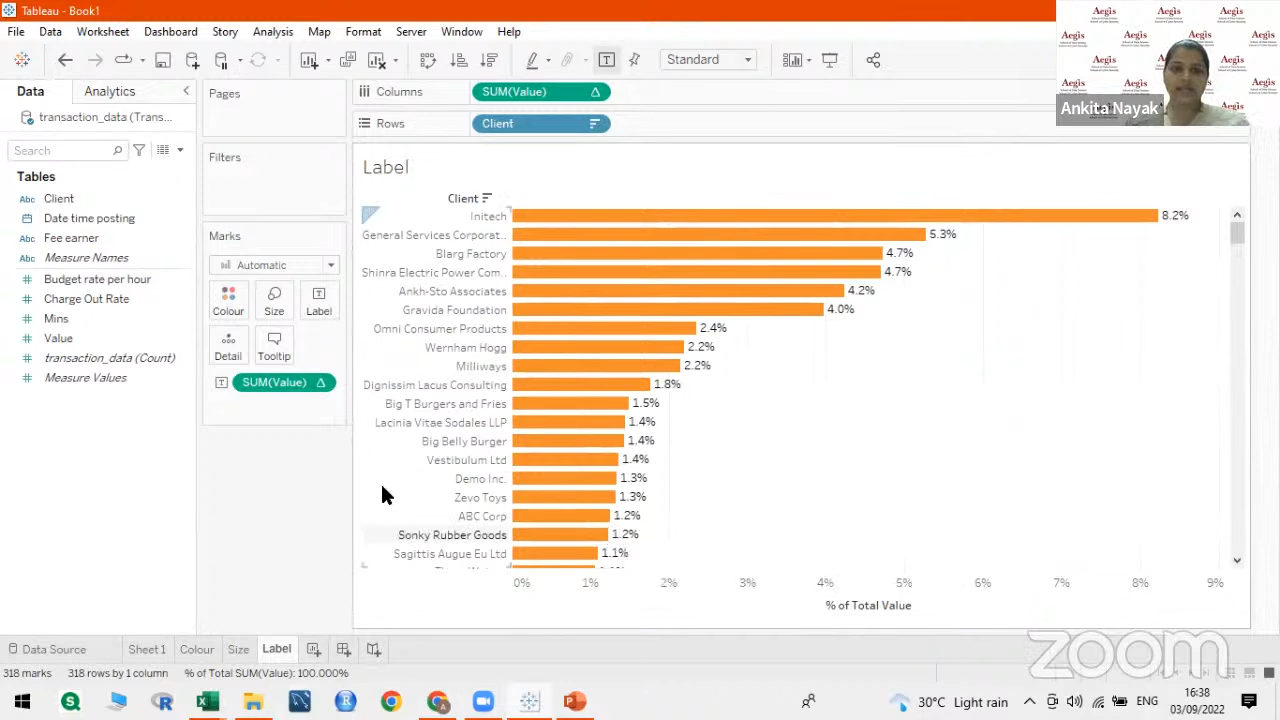 Tableau - Book1
File Data Worksheet Dashboard Story Analysis Map Window Help
Standard
Aegis
Ankita Nayak
Data Analytics
transaction_data (Trans...
Search
Tables
Abc Client
Date time posting
Abc Fee earner
Abc Measure Names
Budget rate per hour
Charge Out Rate
Mins
Value
transaction_data (Count)
Measure Values
Pages
Filters
Marks
Automatic
Colour Size Label
Detail Tooltip
SUM(Value)
Columns SUM(Value)
Rows Client
Label
Client
Initech 8.2%
General Services Corporat.. 5.3%
Blarg Factory 4.7%
Shinra Electric Power Com.. 4.7%
Ankh-Sto Associates 4.2%
Gravida Foundation 4.0%
Omni Consumer Products 2.4%
Wernham Hogg 2.2%
Milliways 2.2%
Dignissim Lacus Consulting 1.8%
Big T Burgers and Fries 1.5%
Lacinia Vitae Sodales LLP 1.4%
Big Belly Burger 1.4%
Vestibulum Ltd 1.4%
Demo Inc. 1.3%
Zevo Toys 1.3%
ABC Corp 1.2%
Sonky Rubber Goods 1.2%
Sagittis Augue Eu Ltd 1.1%
0% 1% 2% 3% 4% 5% 6% 7% 8% 9%
% of Total Value
Data Source Sheet 1 Colour Size Label
318 marks 318 rows by 1 column % of Total SUM(Value): 100.000%
zoom
30° Light rain
ENG
16:38
03/09/2022